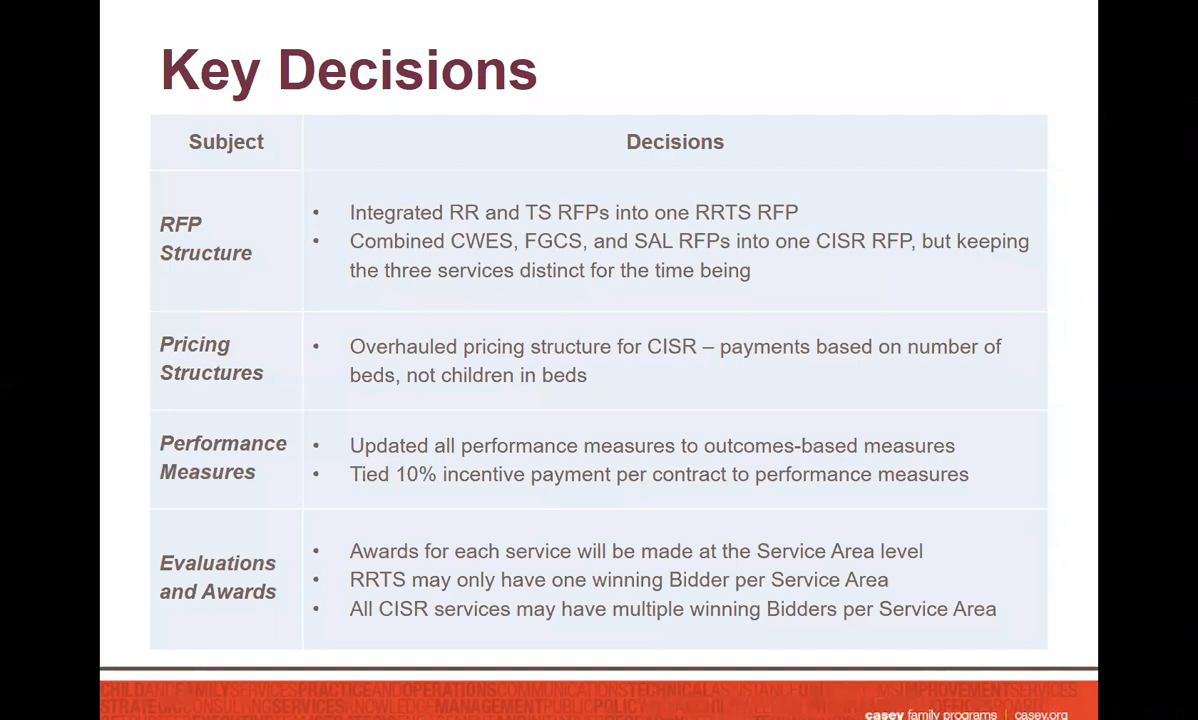 Key Decisions
Subject
Decisions
RFP
Structure
• Integrated RR and TS RFPs into one RRTS RFP
• Combined CWES, FGCS, and SAL RFPs into one CISR RFP, but keeping
the three services distinct for the time being
Pricing
Structures
• Overhauled pricing structure for CISR – payments based on number of
beds, not children in beds
Performance
Measures
• Updated all performance measures to outcomes-based measures
• Tied 10% incentive payment per contract to performance measures
Evaluations
and Awards
• Awards for each service will be made at the Service Area level
• RRTS may only have one winning Bidder per Service Area
• All CISR services may have multiple winning Bidders per Service Area
CHILDANDFAMILYSERVICESPRACTICEANDOPERATIONSCOMMUNICATIONSTECHNICALASSISTANCE IMPROVEMENTSERVICES
STRATEGICCONSULTINGSERVICESKNOWLEDGEMANAGEMENTPUBLICPOLICY
casey family programs | casey.org